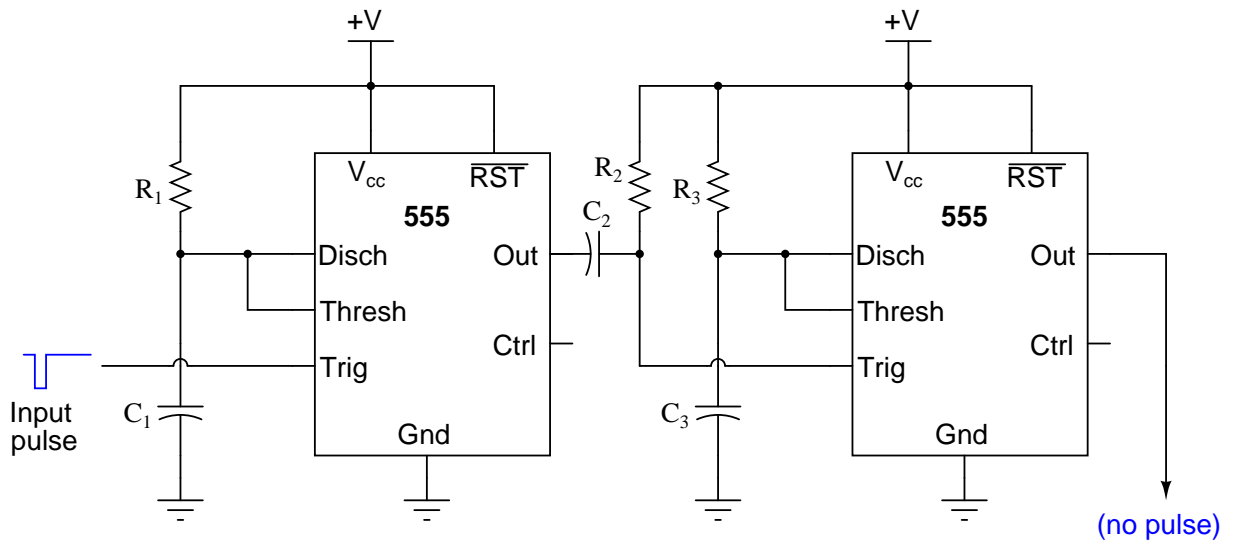 +V
+V
R1
Vcc
RST
555
Disch
Thresh
Trig
Out
Ctrl
Gnd
C1
Input
pulse
C2
R2
R3
Vcc
RST
555
Disch
Thresh
Trig
Out
Ctrl
Gnd
C3
(no pulse)